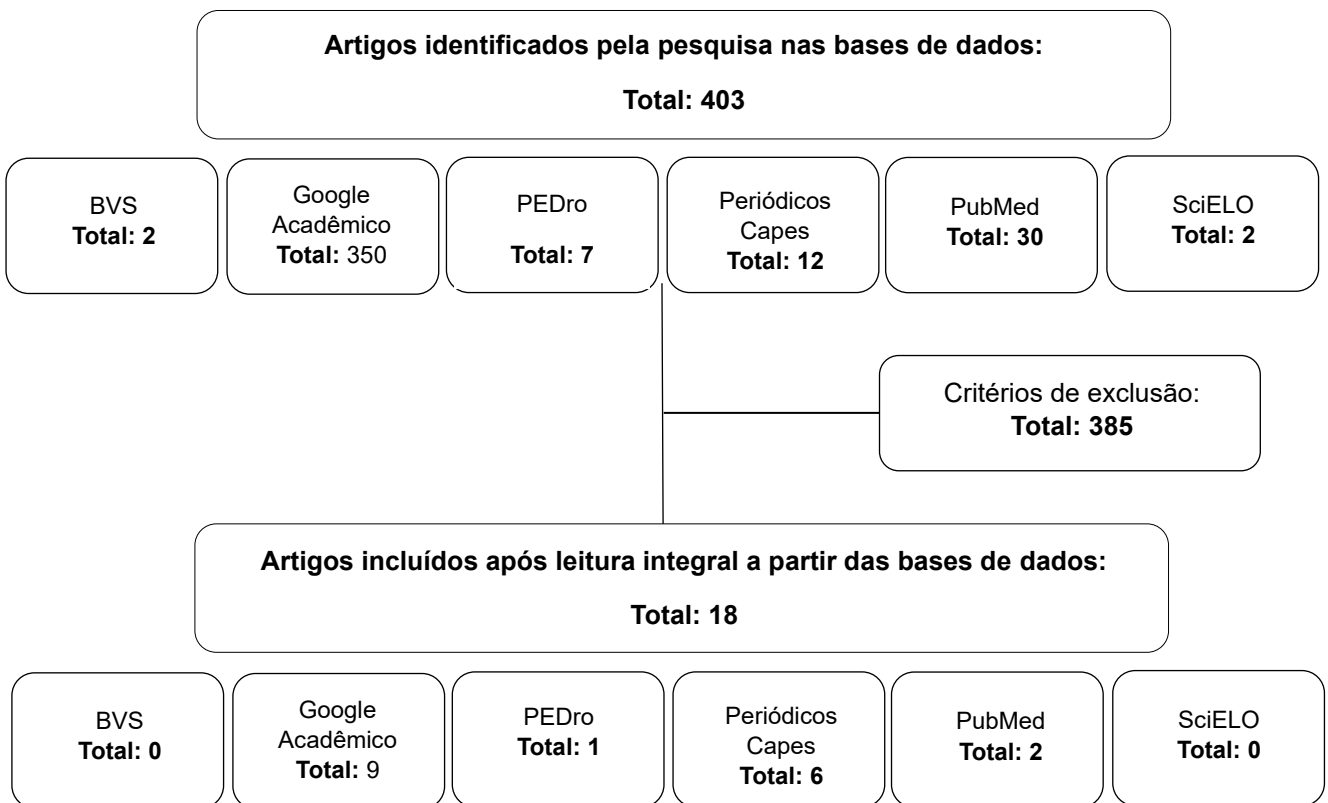 Artigos identificados pela pesquisa nas bases de dados:
Total: 403
BVS
Total: 2
Google
Acadêmico
Total: 350
PEDro
Total: 7
Periódicos
Capes
Total: 12
PubMed
Total: 30
SciELO
Total: 2
Critérios de exclusão:
Total: 385
Artigos incluídos após leitura integral a partir das bases de dados:
Total: 18
BVS
Total: 0
Google
Acadêmico
Total: 9
PEDro
Total: 1
Periódicos
Capes
Total: 6
PubMed
Total: 2
SciELO
Total: 0